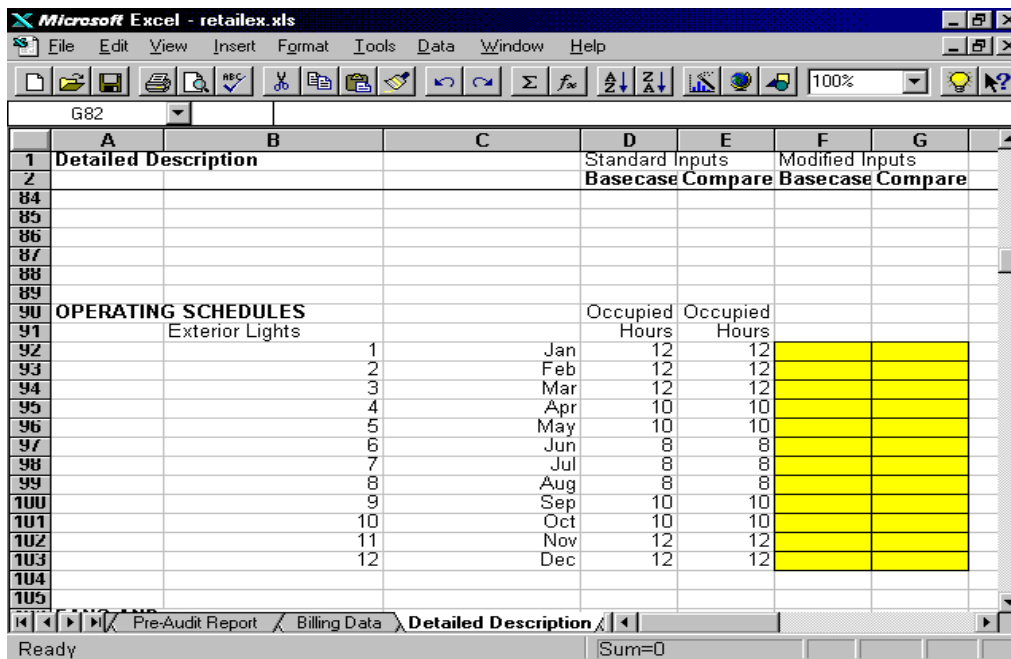 Microsoft Excel - retailex.xls
File Edit View Insert Format Tools Data Window Help
ABC Σ fx A Z Z A 100% ?
G82
A B C D E F G
1 Detailed Description Standard Inputs Modified Inputs
2 Basecase Compare Basecase Compare
84
85
86
87
88
89
90 OPERATING SCHEDULES Occupied Occupied
91 Exterior Lights Hours Hours
92 1 Jan 12 12
93 2 Feb 12 12
94 3 Mar 12 12
95 4 Apr 10 10
96 5 May 10 10
97 6 Jun 8 8
98 7 Jul 8 8
99 8 Aug 8 8
100 9 Sep 10 10
101 10 Oct 10 10
102 11 Nov 12 12
103 12 Dec 12 12
104
105
Pre-Audit Report Billing Data Detailed Description
Ready Sum=0